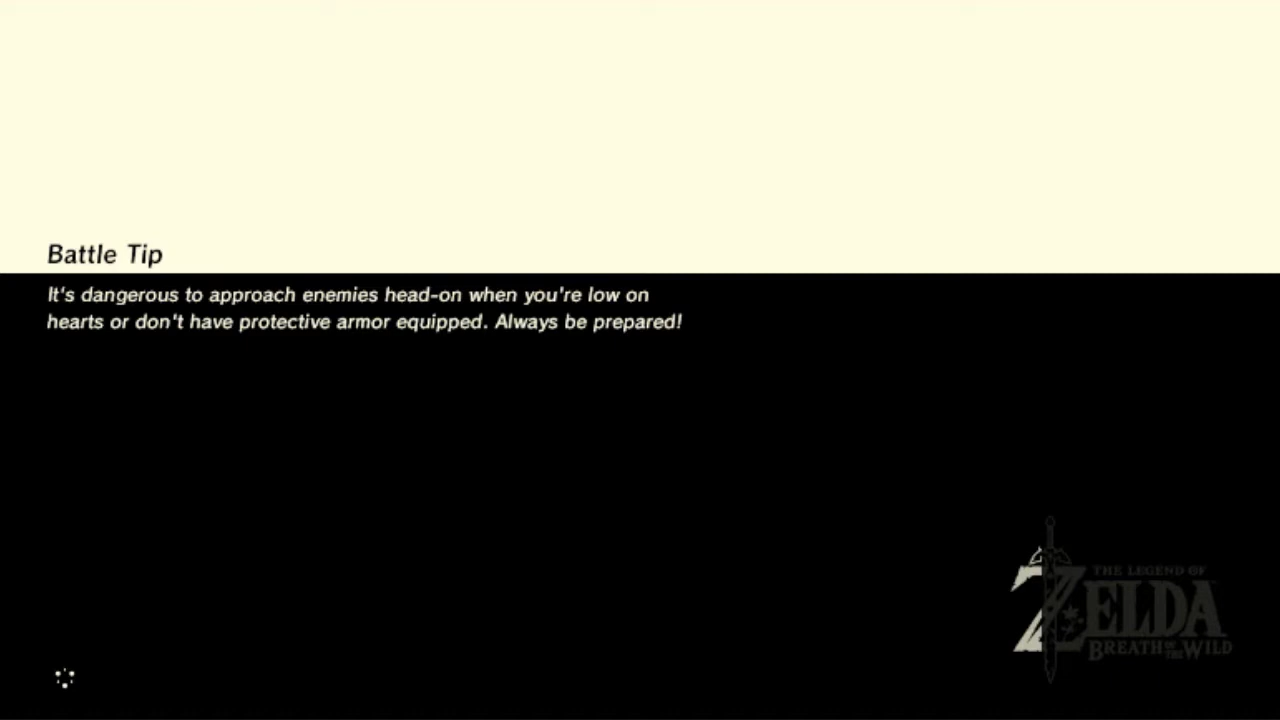 Battle Tip
It's dangerous to approach enemies head-on when you're low on
hearts or don't have protective armor equipped. Always be prepared!
THE LEGEND OF
ZELDA
BREATH OF THE WILD